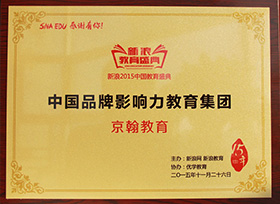 SINA EDU 感谢有你!
新浪
教育盛典
新浪2015中国教育盛典
中国品牌影响力教育集团
京翰教育
主办：新浪网 新浪教育
协办：优学教育
二〇一五年十一月二十六日
15年